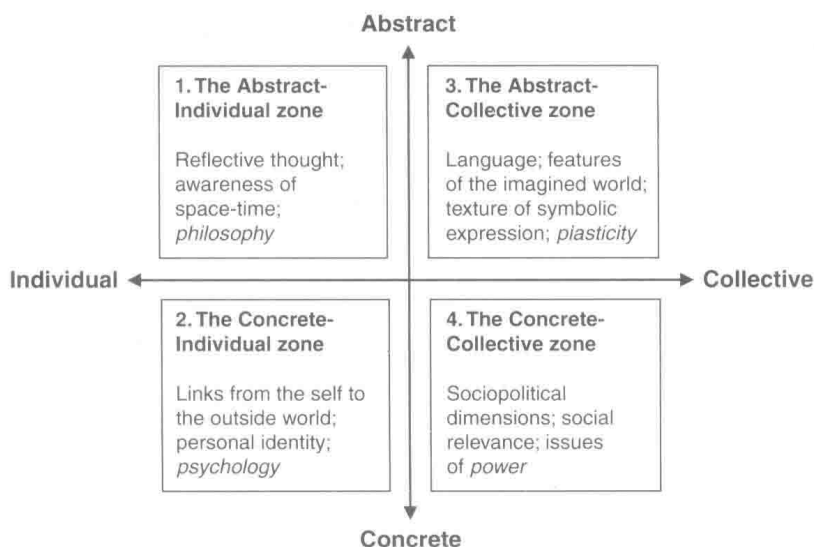 Abstract
1. The Abstract-
Individual zone
Reflective thought;
awareness of
space-time;
philosophy
3. The Abstract-
Collective zone
Language; features
of the imagined world;
texture of symbolic
expression; plasticity
Individual
Collective
2. The Concrete-
Individual zone
Links from the self to
the outside world;
personal identity;
psychology
4. The Concrete-
Collective zone
Sociopolitical
dimensions; social
relevance; issues
of power
Concrete